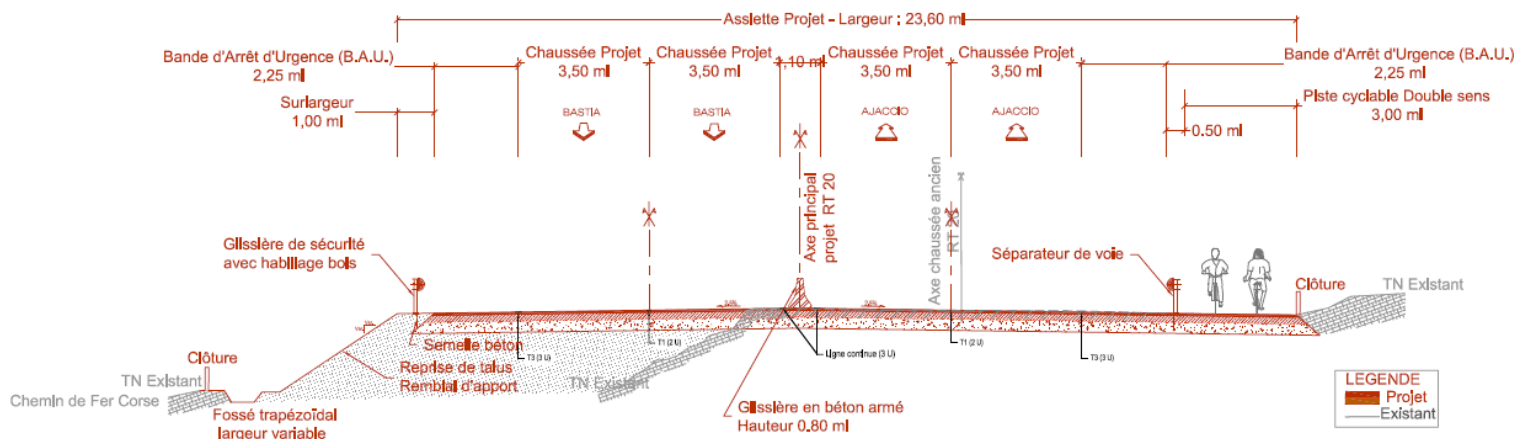 Assiette Projet - Largeur : 23,60 ml
Bande d'Arrêt d'Urgence (B.A.U.)
2,25 ml
Chaussée Projet
3,50 ml
Chaussée Projet
3,50 ml
1,10 ml
Chaussée Projet
3,50 ml
Chaussée Projet
3,50 ml
Bande d'Arrêt d'Urgence (B.A.U.)
2,25 ml
Surlargeur
1,00 ml
Piste cyclable Double sens
3,00 ml
0.50 ml
BASTIA
BASTIA
AJACCIO
AJACCIO
Axe principal
projet RT 20
Axe chaussée ancien
RT 20
Glissière de sécurité
avec habillage bois
Séparateur de voie
Clôture
TN Existant
2,5%
2,5%
Semelle béton
T3 (3 U)
T1 (2 U)
Ligne continue (3 U)
T1 (2 U)
T3 (3 U)
Clôture
TN Existant
Chemin de Fer Corse
Reprise de talus
Remblai d'apport
TN Existant
Fossé trapézoïdal
largeur variable
Glissière en béton armé
Hauteur 0.80 ml
LEGENDE
Projet
Existant